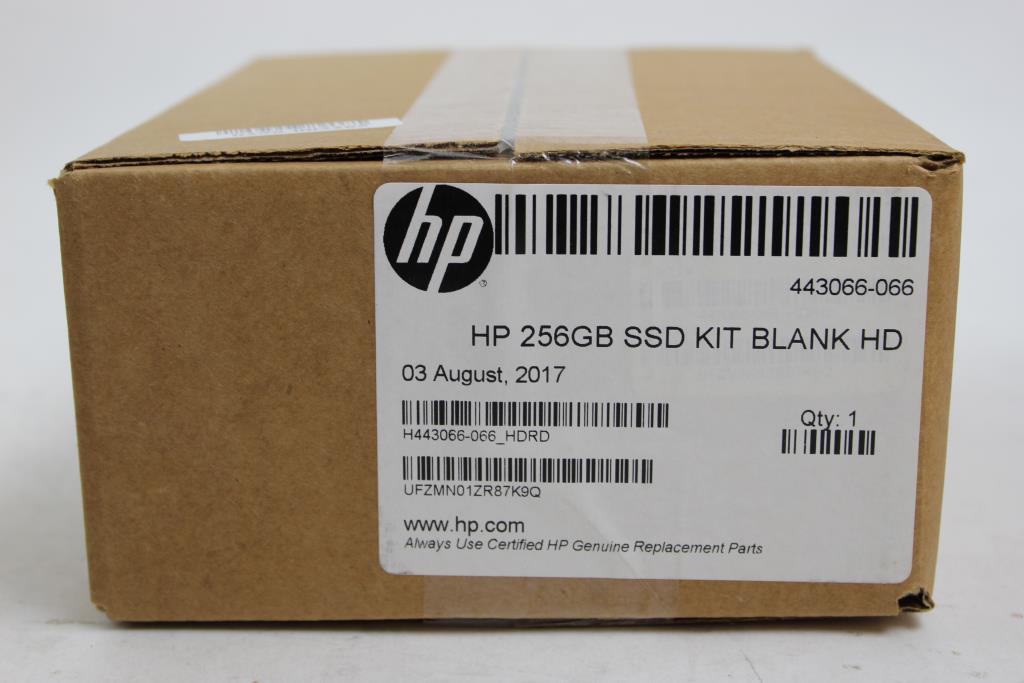 hp
®
443066-066
HP 256GB SSD KIT BLANK HD
03 August, 2017
Qty: 1
H443066-066_HDRD
UFZMN01ZR87K9Q
www.hp.com
Always Use Certified HP Genuine Replacement Parts